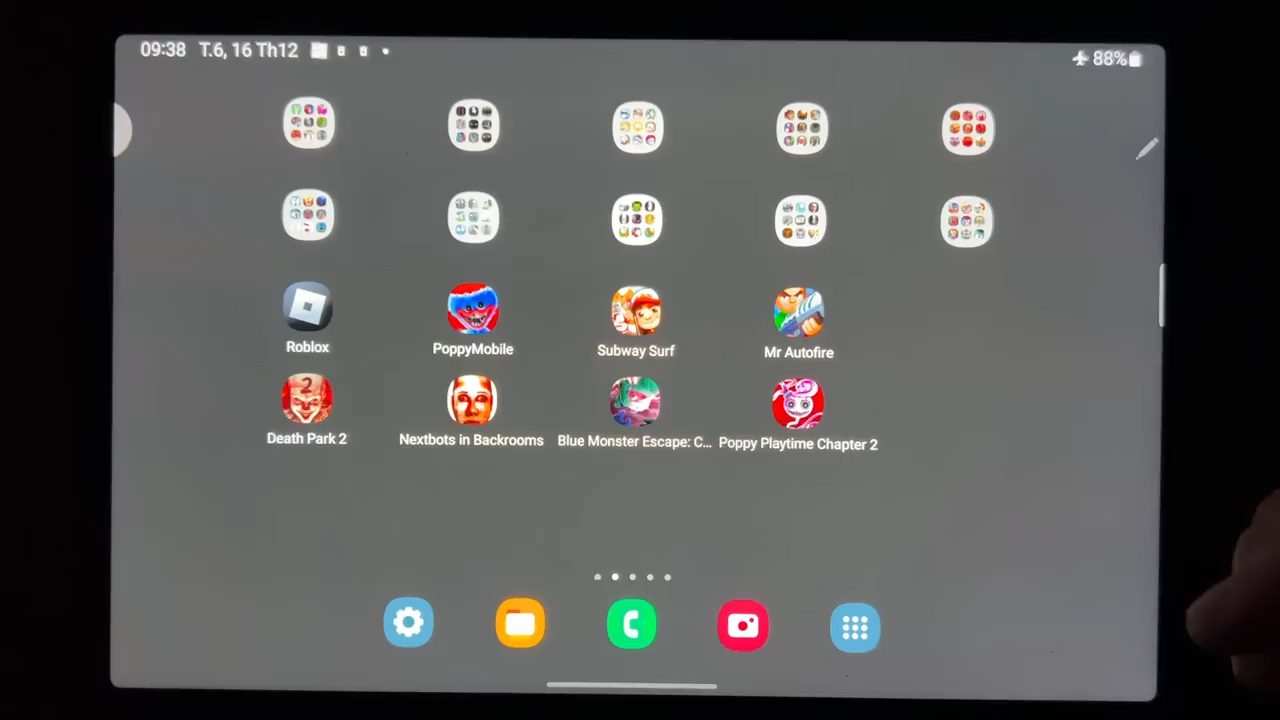 09:38 T.6, 16 Th12 88%
Roblox PoppyMobile Subway Surf Mr Autofire
2
Death Park 2 Nextbots in Backrooms Blue Monster Escape: C... Poppy Playtime Chapter 2